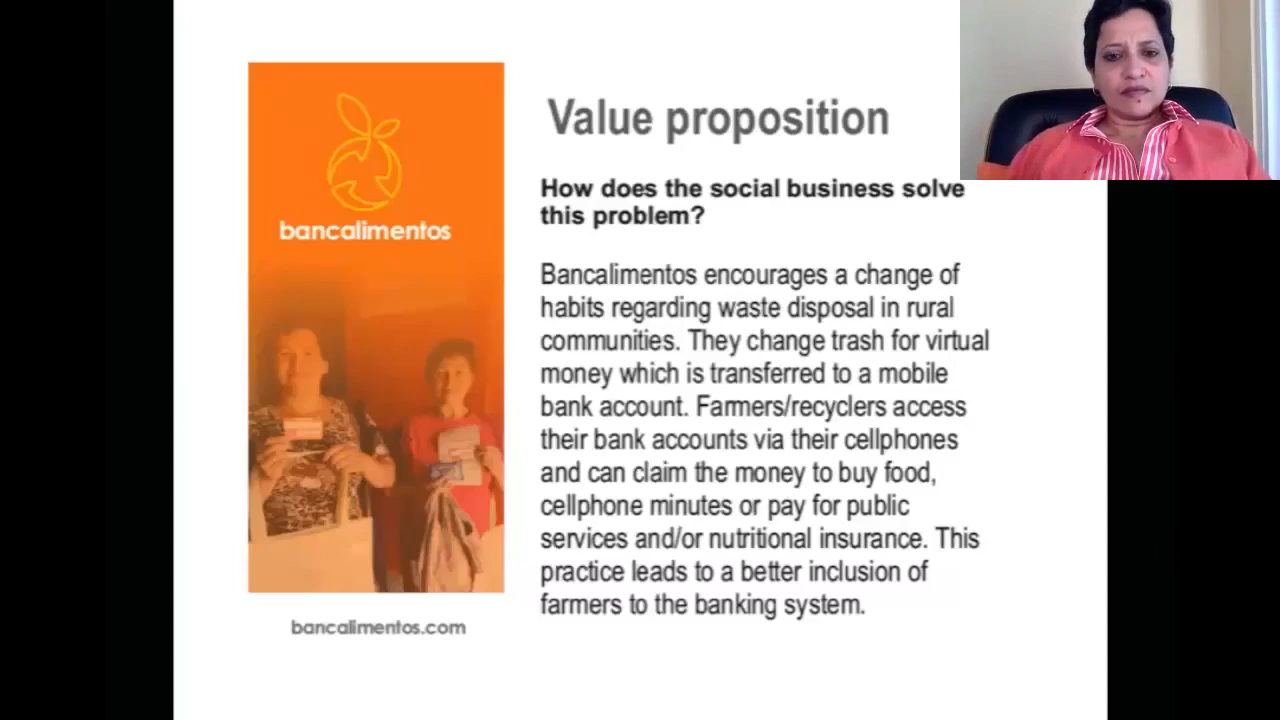 bancalimentos
bancalimentos.com
Value proposition
How does the social business solve
this problem?
Bancalimentos encourages a change of
habits regarding waste disposal in rural
communities. They change trash for virtual
money which is transferred to a mobile
bank account. Farmers/recyclers access
their bank accounts via their cellphones
and can claim the money to buy food,
cellphone minutes or pay for public
services and/or nutritional insurance. This
practice leads to a better inclusion of
farmers to the banking system.